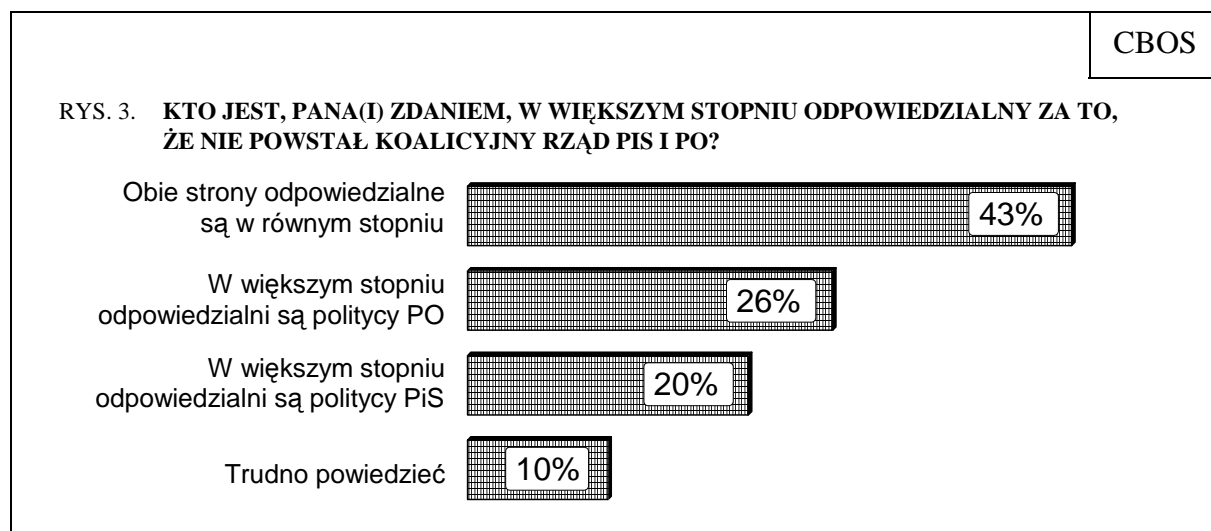 CBOS
RYS. 3. KTO JEST, PANA(I) ZDANIEM, W WIĘKSZYM STOPNIU ODPOWIEDZIALNY ZA TO,
ŻE NIE POWSTAŁ KOALICYJNY RZĄD PIS I PO?
Obie strony odpowiedzialne
są w równym stopniu
43%
W większym stopniu
odpowiedzialni są politycy PO
26%
W większym stopniu
odpowiedzialni są politycy PiS
20%
Trudno powiedzieć
10%